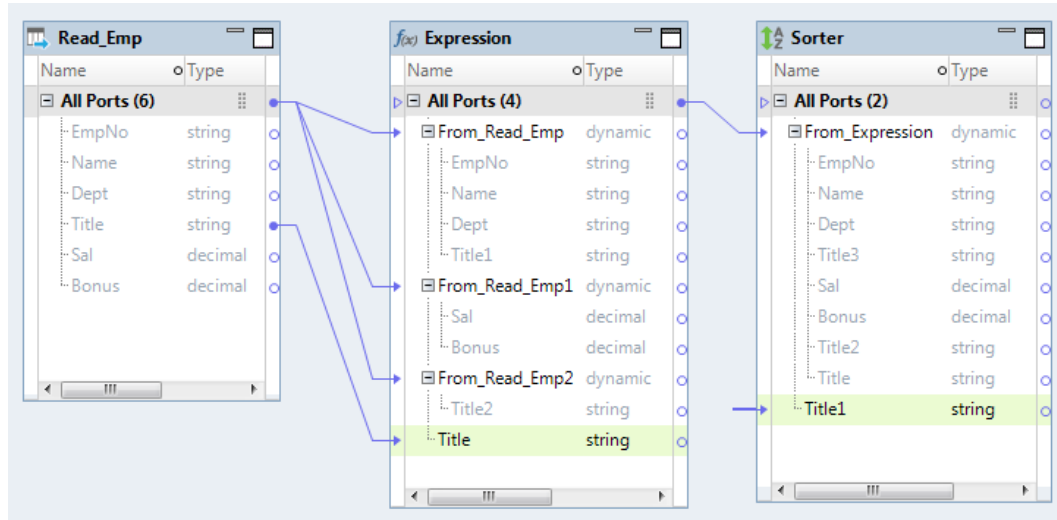 Read_Emp
Name Type
All Ports (6)
EmpNo string
Name string
Dept string
Title string
Sal decimal
Bonus decimal
f(x) Expression
Name Type
All Ports (4)
From_Read_Emp dynamic
EmpNo string
Name string
Dept string
Title1 string
From_Read_Emp1 dynamic
Sal decimal
Bonus decimal
From_Read_Emp2 dynamic
Title2 string
Title string
A Z Sorter
Name Type
All Ports (2)
From_Expression dynamic
EmpNo string
Name string
Dept string
Title3 string
Sal decimal
Bonus decimal
Title2 string
Title string
Title1 string